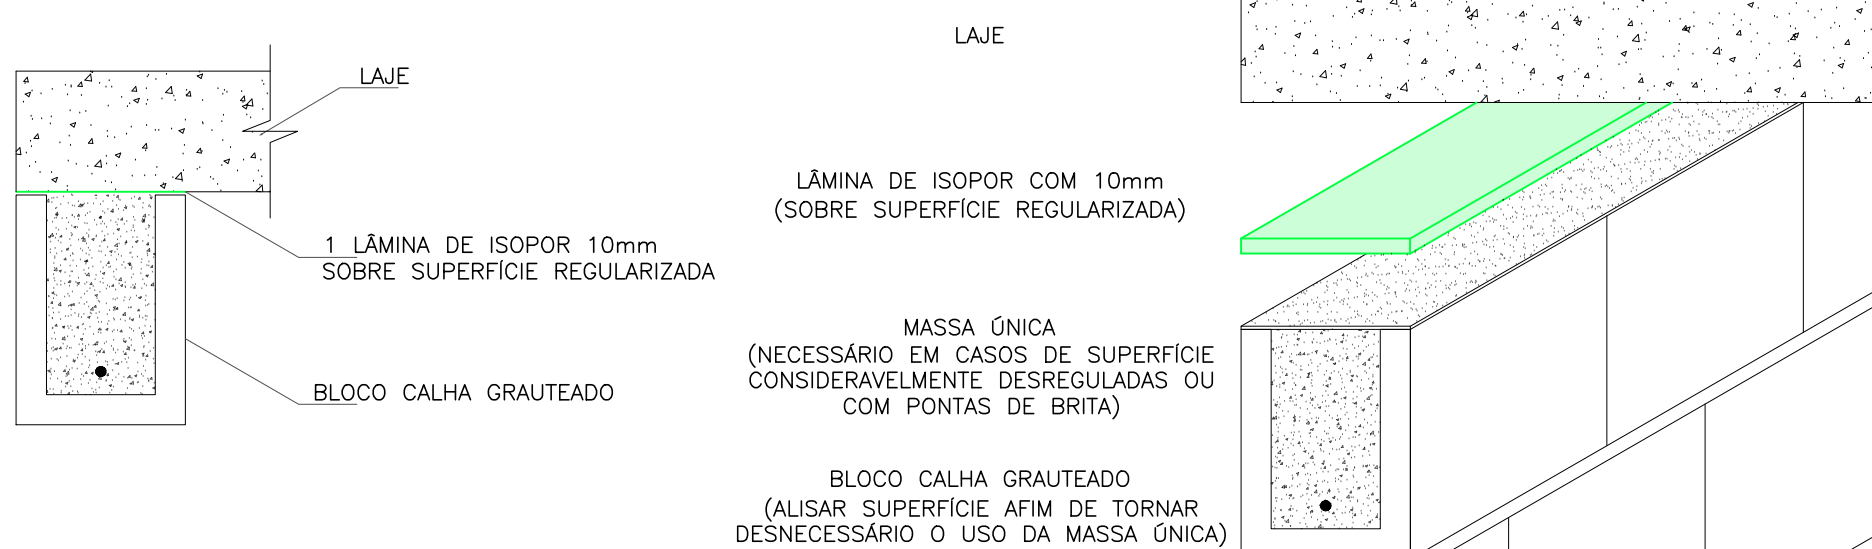 LAJE
1 LÂMINA DE ISOPOR 10mm
SOBRE SUPERFÍCIE REGULARIZADA
BLOCO CALHA GRAUTEADO
LAJE
LÂMINA DE ISOPOR COM 10mm
(SOBRE SUPERFÍCIE REGULARIZADA)
MASSA ÚNICA
(NECESSÁRIO EM CASOS DE SUPERFÍCIE
CONSIDERAVELMENTE DESREGULADAS OU
COM PONTAS DE BRITA)
BLOCO CALHA GRAUTEADO
(ALISAR SUPERFÍCIE AFIM DE TORNAR
DESNECESSÁRIO O USO DA MASSA ÚNICA)